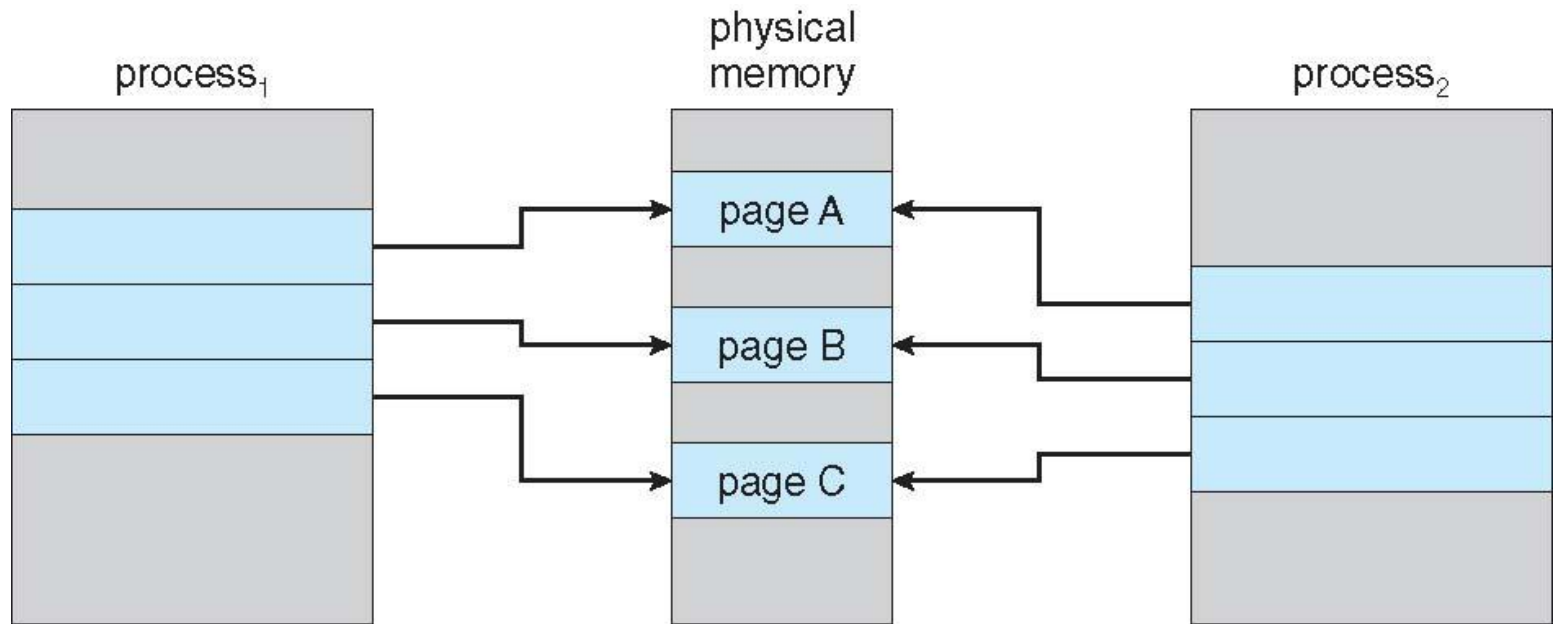 process₁
physical
memory
process₂
page A
page B
page C